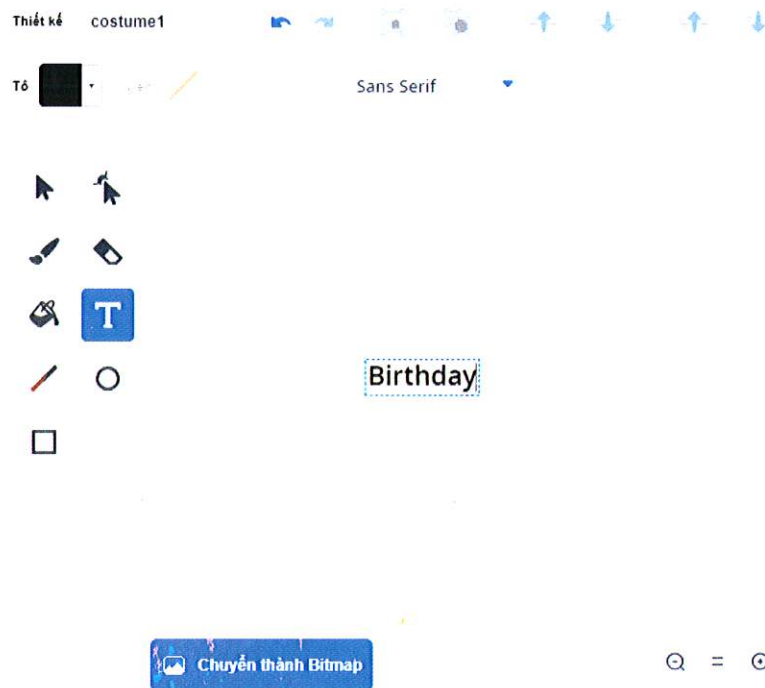 Thiết kế costume1
Tô Sans Serif
T
Birthday
Chuyển thành Bitmap